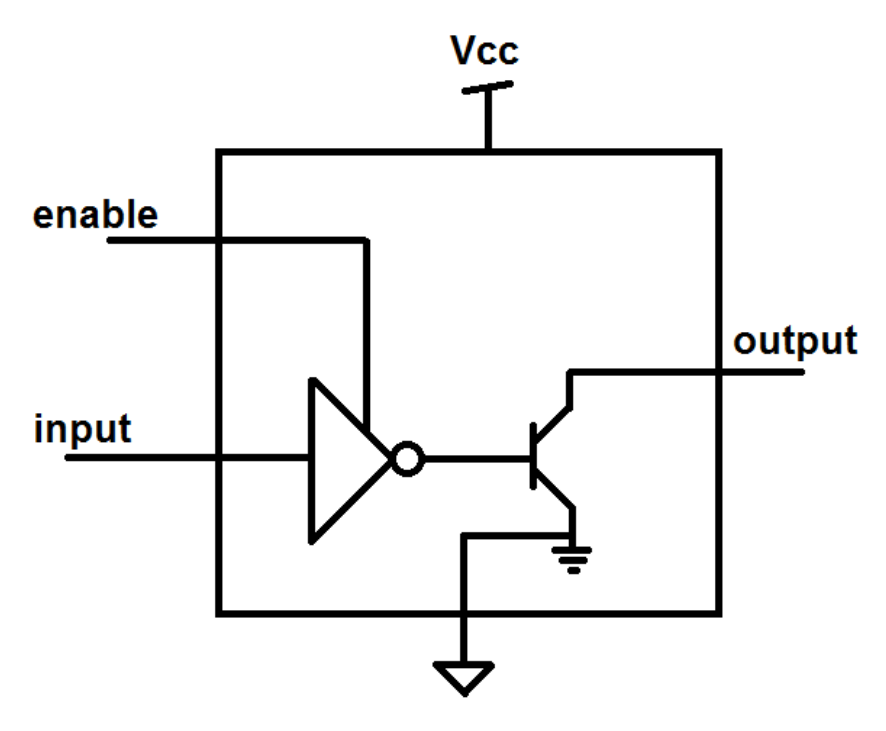 Vcc
enable
output
input